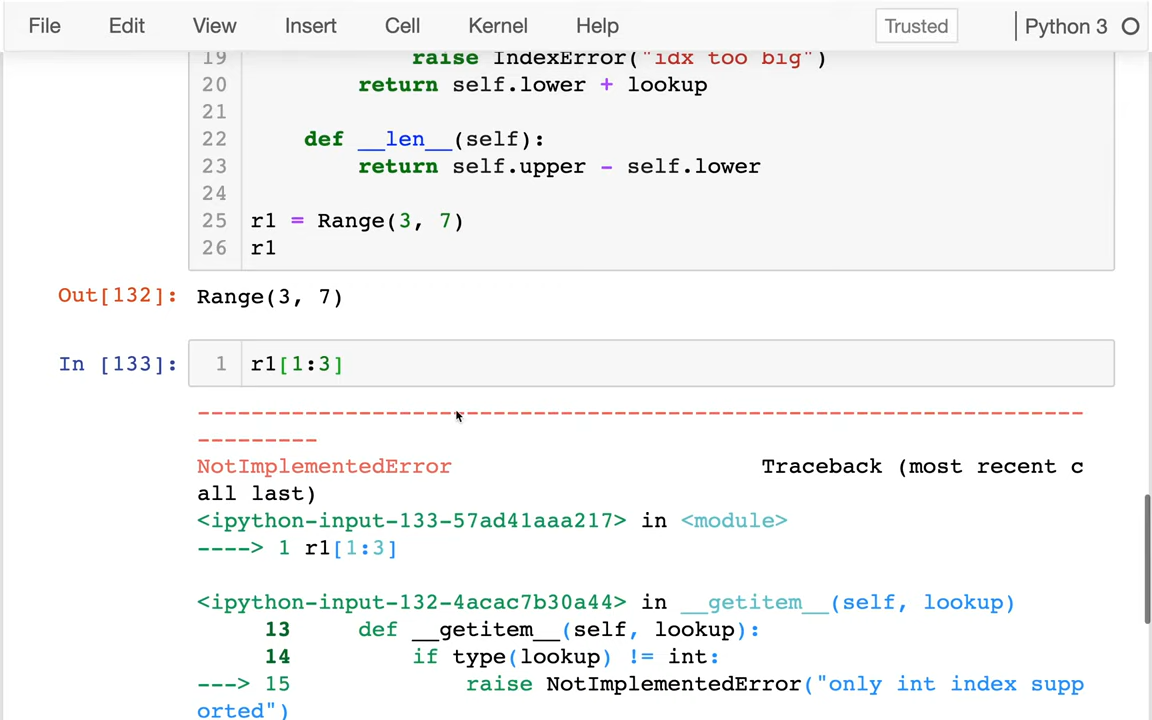 File Edit View Insert Cell Kernel Help Trusted Python 3
19 raise IndexError("idx too big")
20 return self.lower + lookup
21
22 def __len__(self):
23 return self.upper - self.lower
24
25 r1 = Range(3, 7)
26 r1
Out[132]: Range(3, 7)
In [133]: 1 r1[1:3]
------------------------------------------------------------------
---------
NotImplementedError Traceback (most recent c
all last)
<ipython-input-133-57ad41aaa217> in <module>
----> 1 r1[1:3]
<ipython-input-132-4acac7b30a44> in __getitem__(self, lookup)
13 def __getitem__(self, lookup):
14 if type(lookup) != int:
---> 15 raise NotImplementedError("only int index supp
orted")